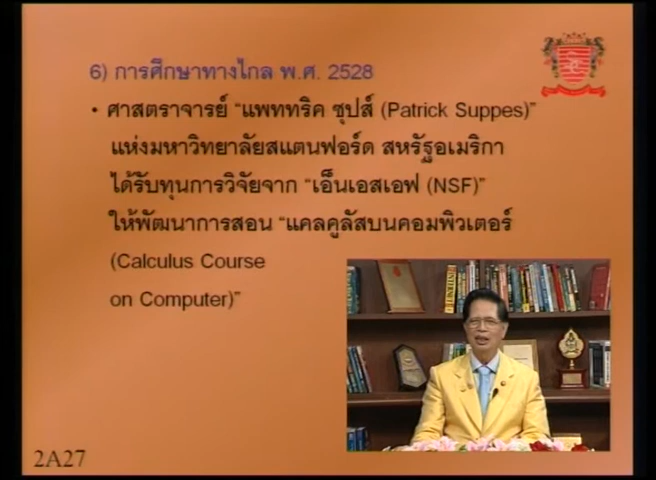 6) การศึกษาทางไกล พ.ศ. 2528
• ศาสตราจารย์ “แพททริค ซุปส์ (Patrick Suppes)”
แห่งมหาวิทยาลัยสแตนฟอร์ด สหรัฐอเมริกา
ได้รับทุนการวิจัยจาก “เอ็นเอสเอฟ (NSF)”
ให้พัฒนาการสอน “แคลคูลัสบนคอมพิวเตอร์
(Calculus Course
on Computer)”
2A27